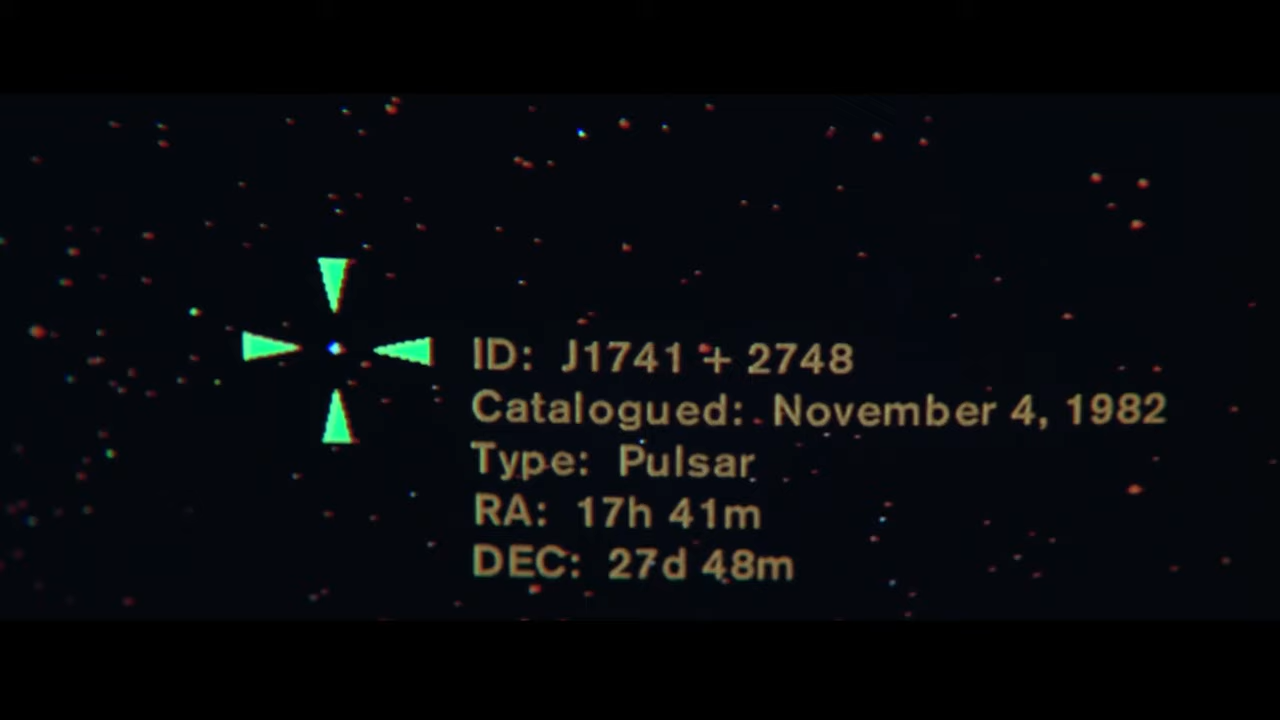 ID: J1741 + 2748
Catalogued: November 4, 1982
Type: Pulsar
RA: 17h 41m
DEC: 27d 48m